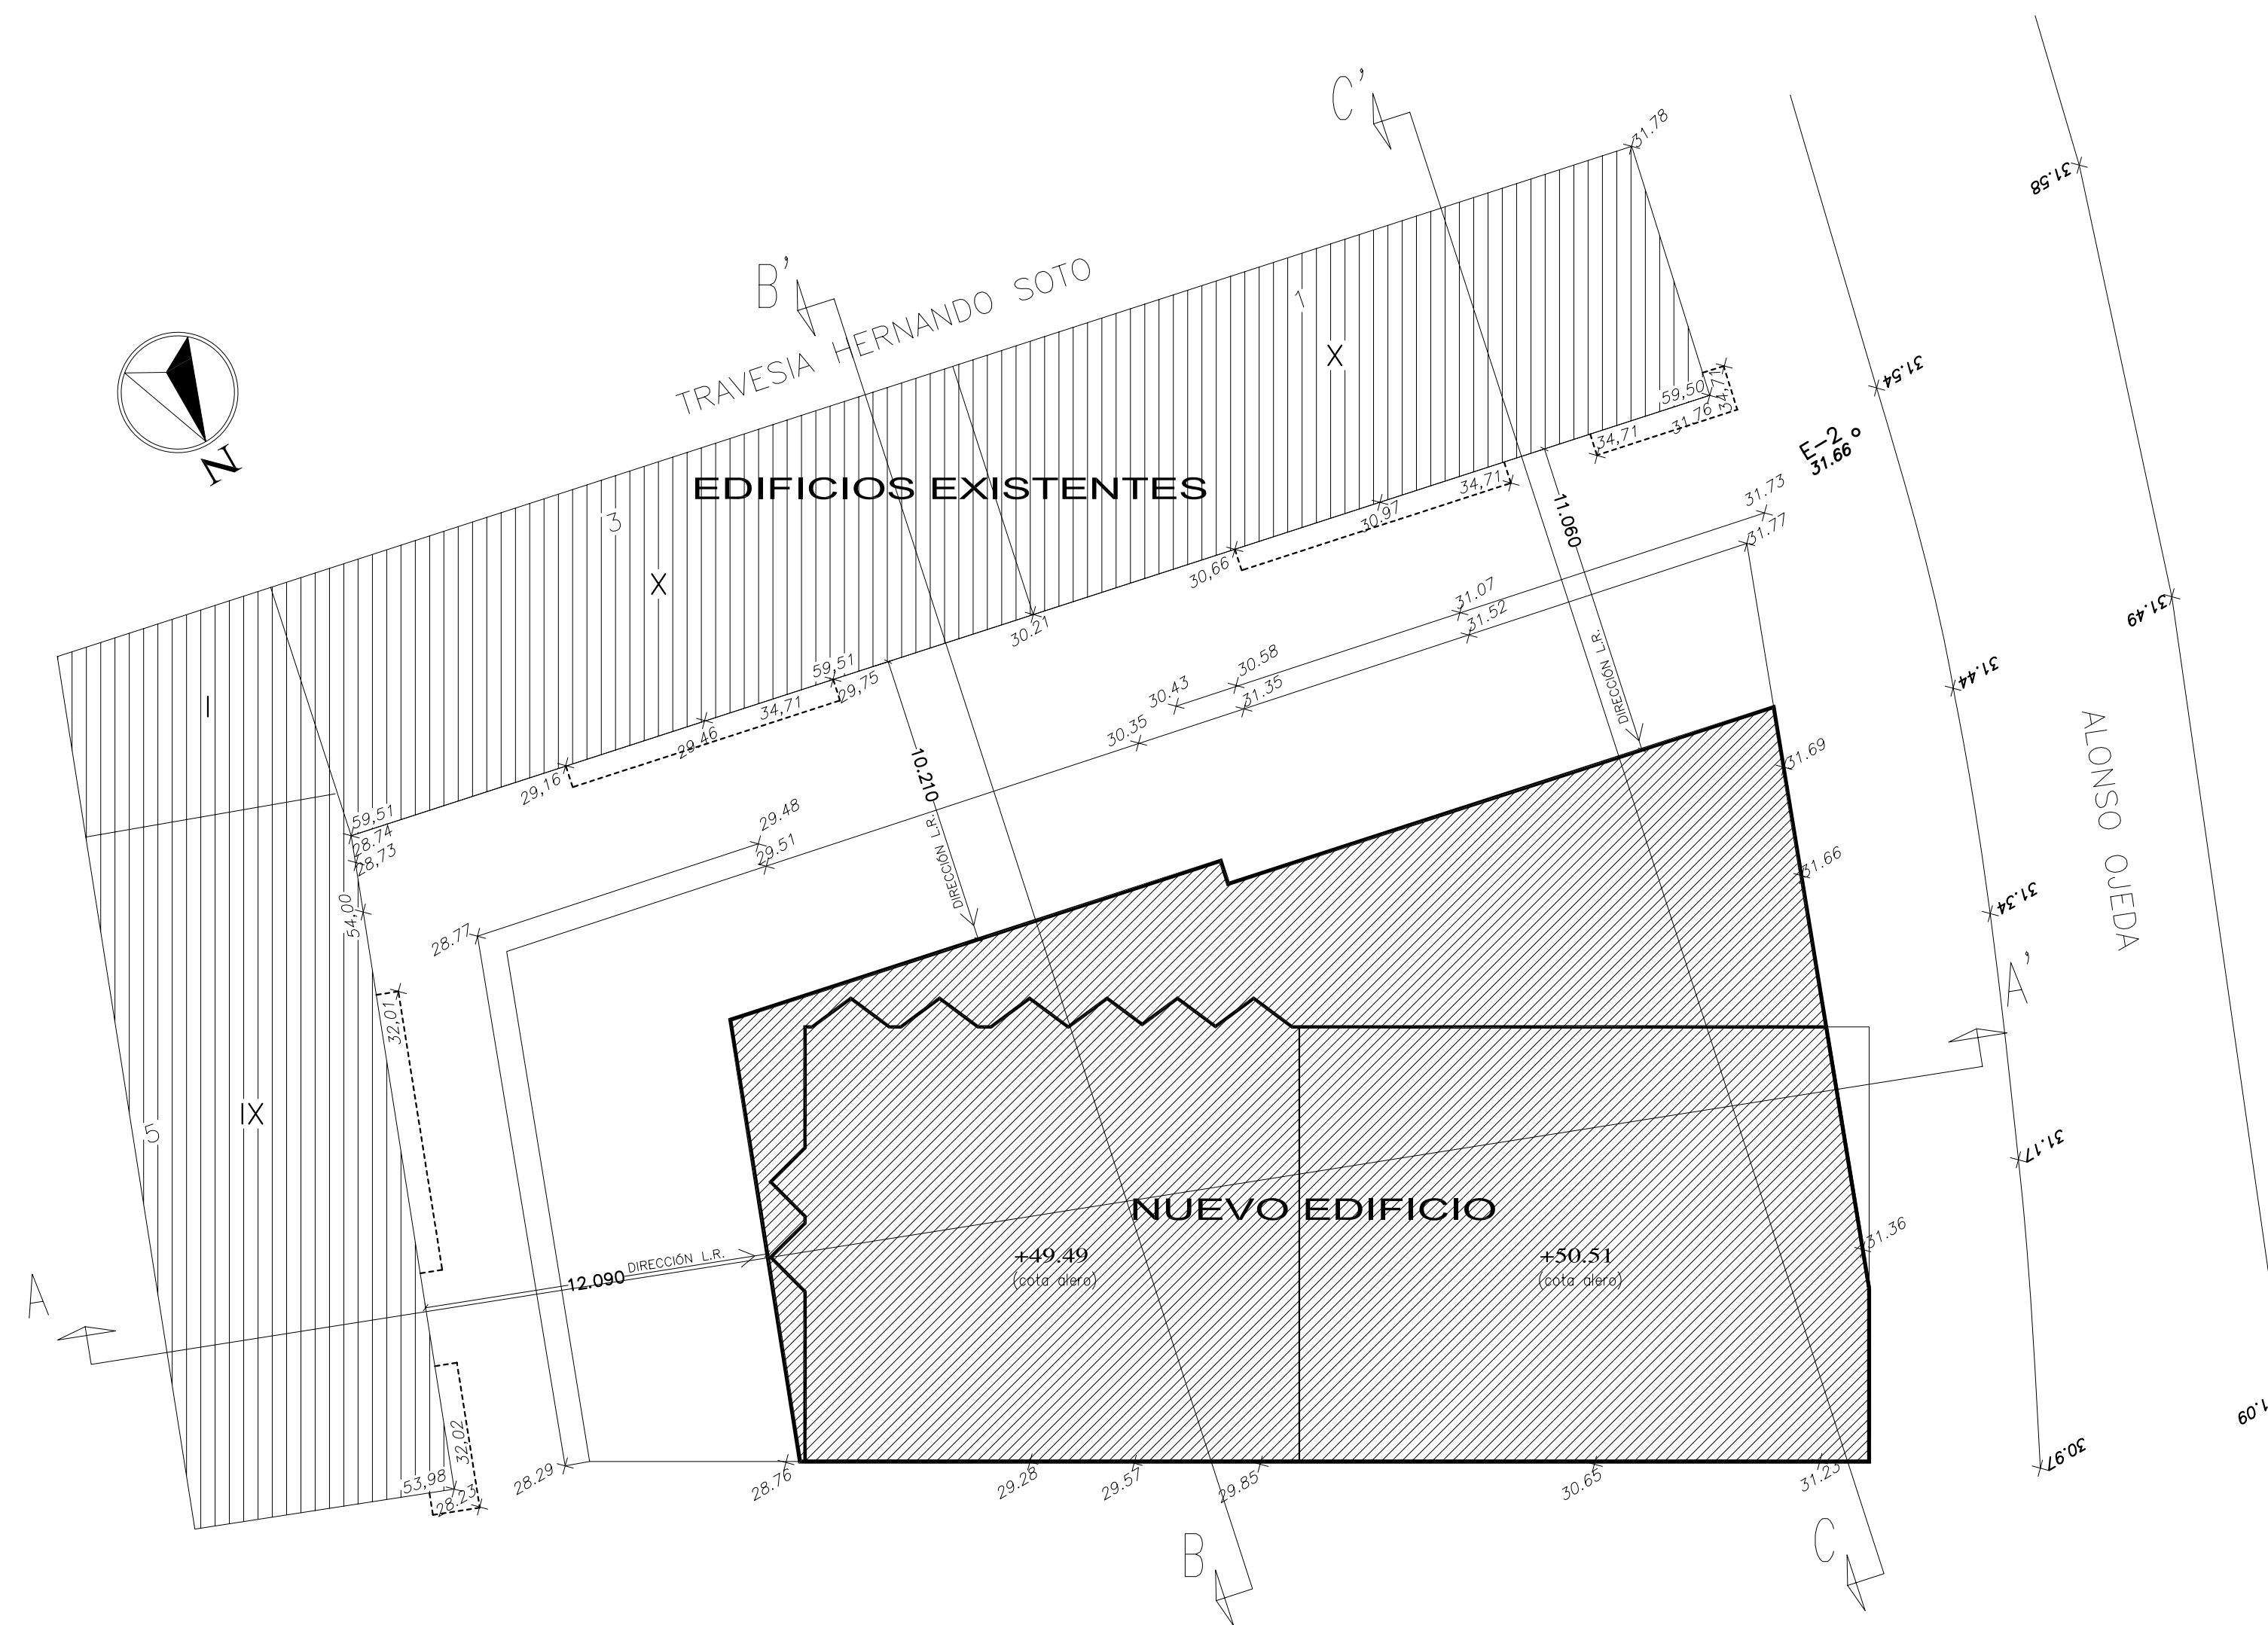 C'
31.78
31.58
B'
TRAVESIA HERNANDO SOTO
1
X
31.54
59,50
34,71
31.76
34,71
E-2
31.66
N
EDIFICIOS EXISTENTES
34,71
30.97
31.73
31.77
11.060
3
X
30,66
31.07
31.52
31.49
30.21
DIRECCIÓN L.R.
59,51
29,75
34,71
29.46
30.58
31.35
30.43
30.35
31.44
I
ALONSO OJEDA
29,16
10.210
31.69
59,51
28.74
28,73
29.48
29.51
DIRECCIÓN L.R.
31.66
54,00
28.77
31.34
A'
32,01
IX
5
31.17
NUEVO EDIFICIO
31.36
+49.49
(cota alero)
+50.51
(cota alero)
DIRECCIÓN L.R.
12.090
A
32,02
53,98
28.23
28.29
28.76
29.28
29.57
29.85
30.65
31.23
30.97
1.09
B
C